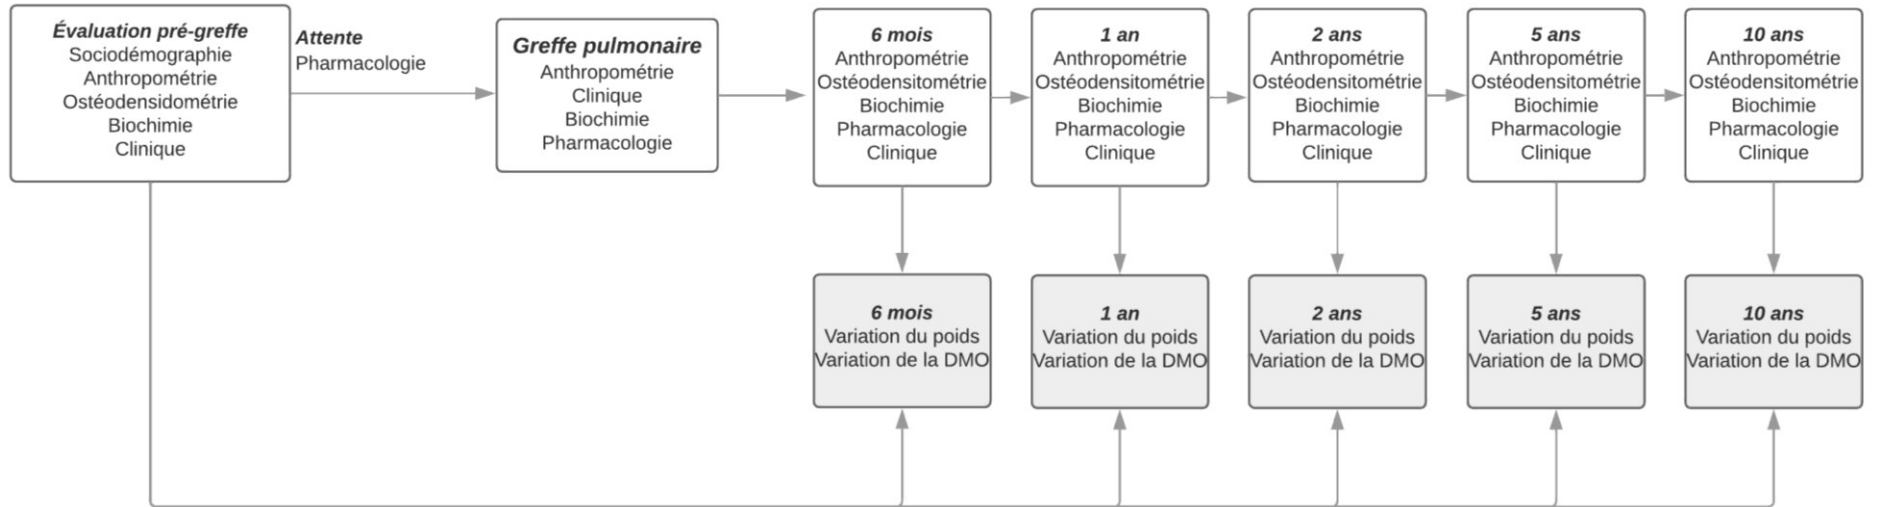 Évaluation pré-greffe
Sociodémographie
Anthropométrie
Ostéodensidométrie
Biochimie
Clinique
Attente
Pharmacologie
Greffe pulmonaire
Anthropométrie
Clinique
Biochimie
Pharmacologie
6 mois
Anthropométrie
Ostéodensitométrie
Biochimie
Pharmacologie
Clinique
1 an
Anthropométrie
Ostéodensitométrie
Biochimie
Pharmacologie
Clinique
2 ans
Anthropométrie
Ostéodensitométrie
Biochimie
Pharmacologie
Clinique
5 ans
Anthropométrie
Ostéodensitométrie
Biochimie
Pharmacologie
Clinique
10 ans
Anthropométrie
Ostéodensitométrie
Biochimie
Pharmacologie
Clinique
6 mois
Variation du poids
Variation de la DMO
1 an
Variation du poids
Variation de la DMO
2 ans
Variation du poids
Variation de la DMO
5 ans
Variation du poids
Variation de la DMO
10 ans
Variation du poids
Variation de la DMO